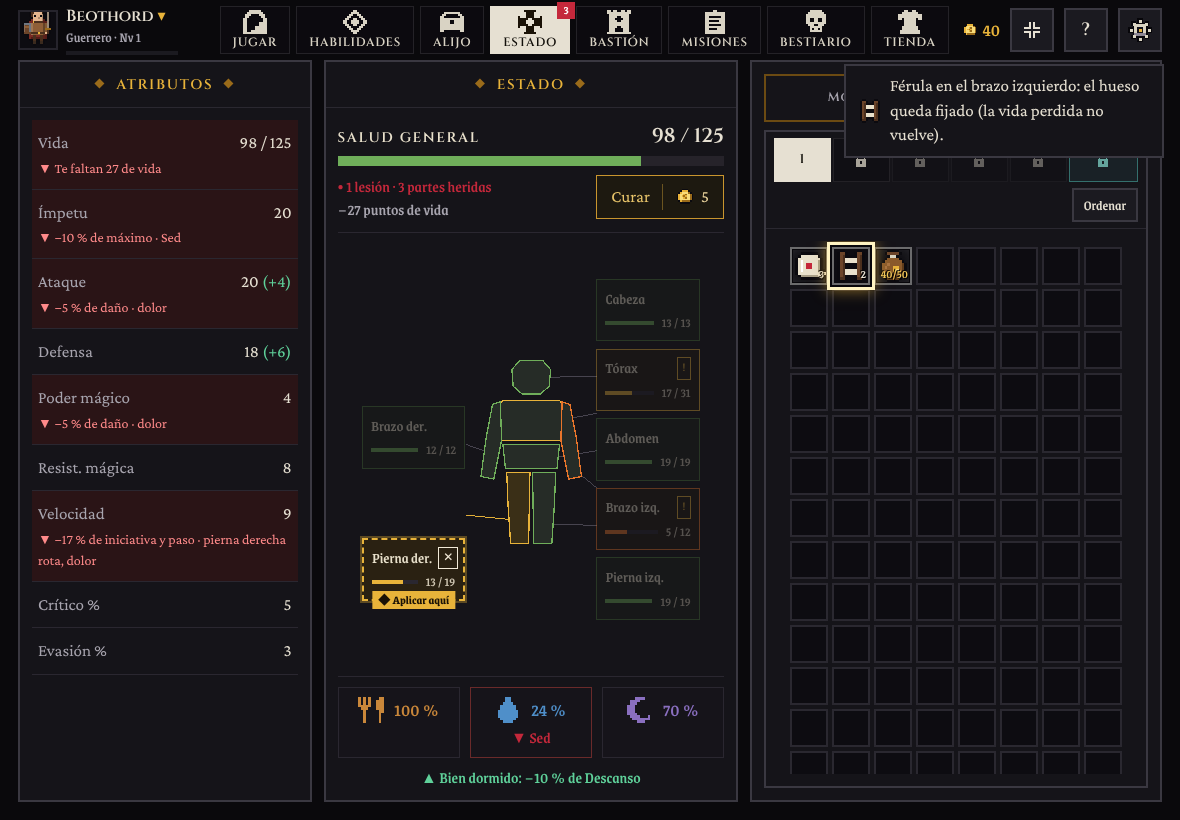 BEOTHORD ▼
Guerrero · Nv 1
JUGAR
HABILIDADES
ALIJO
ESTADO
3
BASTIÓN
MISIONES
BESTIARIO
TIENDA
40
?
ATRIBUTOS
Vida 98 / 125
▼ Te faltan 27 de vida
Ímpetu 20
▼ −10 % de máximo · Sed
Ataque 20 (+4)
▼ −5 % de daño · dolor
Defensa 18 (+6)
Poder mágico 4
▼ −5 % de daño · dolor
Resist. mágica 8
Velocidad 9
▼ −17 % de iniciativa y paso · pierna derecha
rota, dolor
Crítico % 5
Evasión % 3
ESTADO
SALUD GENERAL 98 / 125
• 1 lesión · 3 partes heridas
−27 puntos de vida
Curar 5
Cabeza
13 / 13
Tórax !
17 / 31
Brazo der.
12 / 12
Abdomen
19 / 19
Brazo izq. !
5 / 12
Pierna der. ✕
13 / 19
◆ Aplicar aquí
Pierna izq.
19 / 19
100 %
24 %
▼ Sed
70 %
▲ Bien dormido: −10 % de Descanso
Férula en el brazo izquierdo: el hueso
queda fijado (la vida perdida no
vuelve).
1
Ordenar
2
40/50